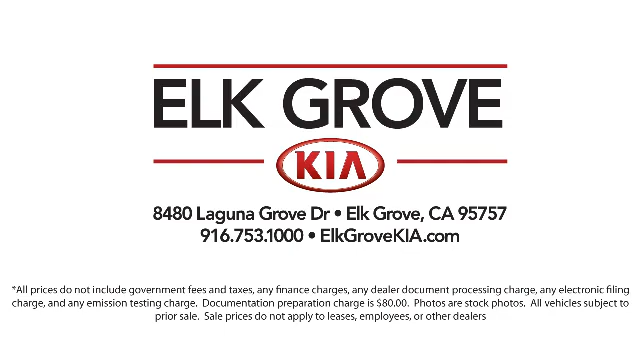 ELK GROVE
KIA
8480 Laguna Grove Dr • Elk Grove, CA 95757
916.753.1000 • ElkGroveKIA.com
*All prices do not include government fees and taxes, any finance charges, any dealer document processing charge, any electronic filing
charge, and any emission testing charge. Documentation preparation charge is $80.00. Photos are stock photos. All vehicles subject to
prior sale. Sale prices do not apply to leases, employees, or other dealers